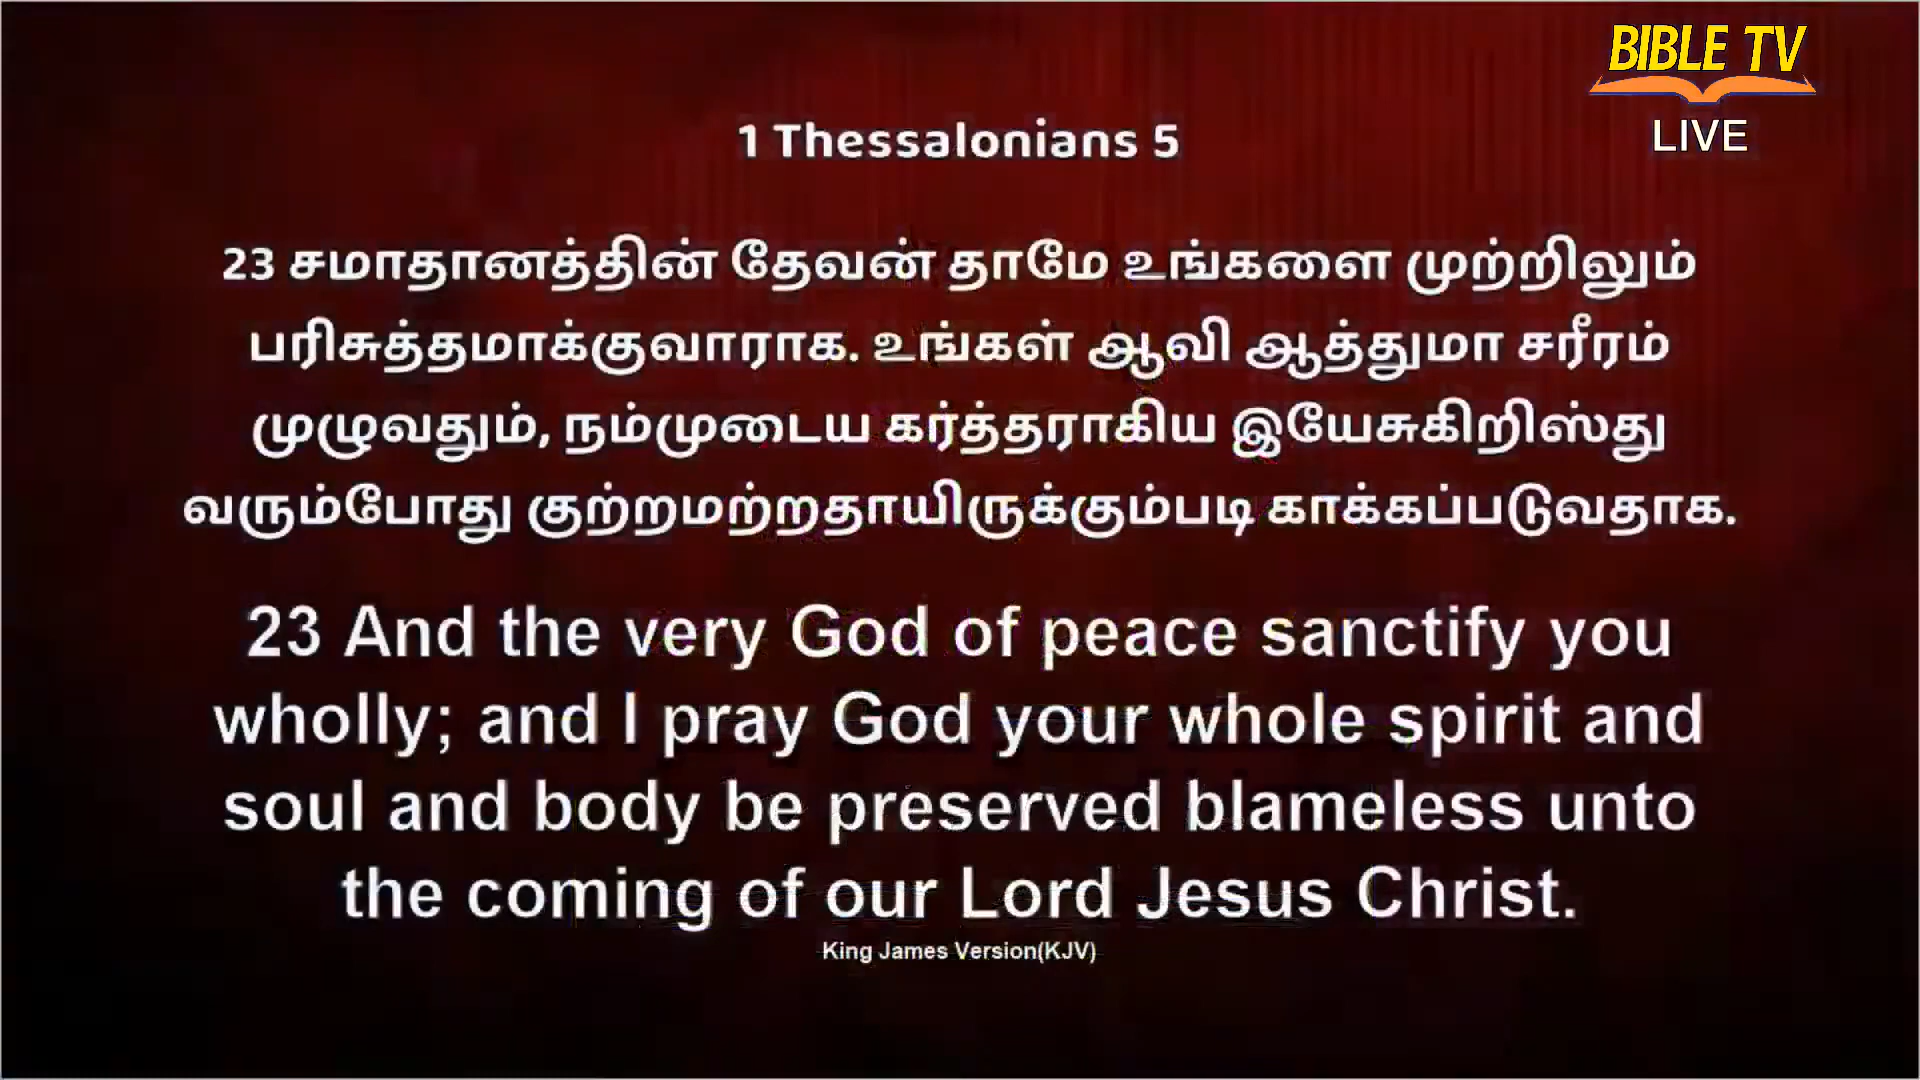 BIBLE TV
LIVE
1 Thessalonians 5
23 சமாதானத்தின் தேவன் தாமே உங்களை முற்றிலும்
பரிசுத்தமாக்குவாராக. உங்கள் ஆவி ஆத்துமா சரீரம்
முழுவதும், நம்முடைய கர்த்தராகிய இயேசுகிறிஸ்து
வரும்போது குற்றமற்றதாயிருக்கும்படி காக்கப்படுவதாக.
23 And the very God of peace sanctify you
wholly; and I pray God your whole spirit and
soul and body be preserved blameless unto
the coming of our Lord Jesus Christ.
King James Version(KJV)